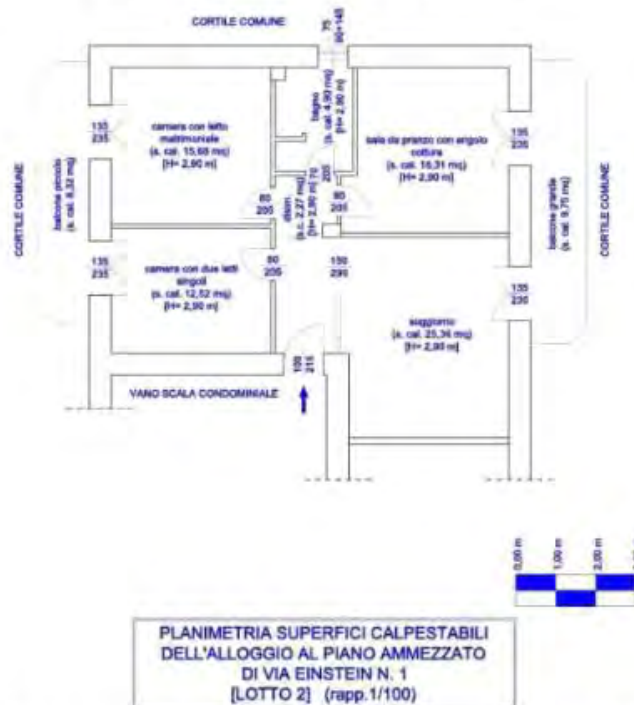 CORTILE COMUNE
75
90+145
bagno
(s. cal. 4,90 mq)
[H= 2,90 m]
camera con letto
matrimoniale
(s. cal. 15,68 mq)
[H= 2,90 m]
sala da pranzo con angolo
cottura
(s. cal. 16,31 mq)
[H= 2,90 m]
135
235
135
235
CORTILE COMUNE
balcone piccolo
(s. cal. 8,32 mq)
disim.
(s.c. 2,27 mq)
[H= 2,90 m]
70
205
80
205
80
205
balcone grande
(s. cal. 9,75 mq)
CORTILE COMUNE
135
235
camera con due letti
singoli
(s. cal. 12,52 mq)
[H= 2,90 m]
80
205
150
290
135
235
soggiorno
(s. cal. 25,36 mq)
[H= 2,90 m]
100
215
VANO SCALA CONDOMINIALE
0,00 m
1,00 m
2,00 m
PLANIMETRIA SUPERFICI CALPESTABILI
DELL'ALLOGGIO AL PIANO AMMEZZATO
DI VIA EINSTEIN N. 1
[LOTTO 2] (rapp.1/100)